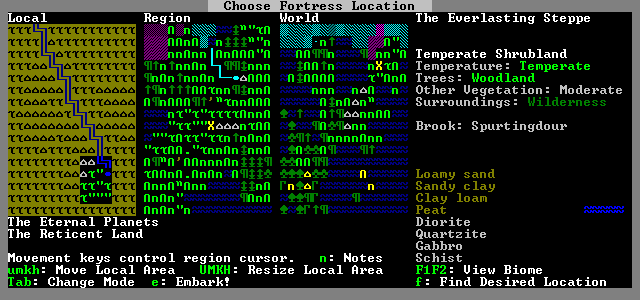 Choose Fortress Location
Local
Region
World
The Everlasting Steppe
Temperate Shrubland
Temperature: Temperate
Trees: Woodland
Other Vegetation: Moderate
Surroundings: Wilderness
Brook: Spurtingdour
Loamy sand
Sandy clay
Clay loam
Peat
Diorite
Quartzite
Gabbro
Schist
F1F2: View Biome
f: Find Desired Location
The Eternal Planets
The Reticent Land
Movement keys control region cursor. n: Notes
umkh: Move Local Area UMKH: Resize Local Area
Tab: Change Mode e: Embark!